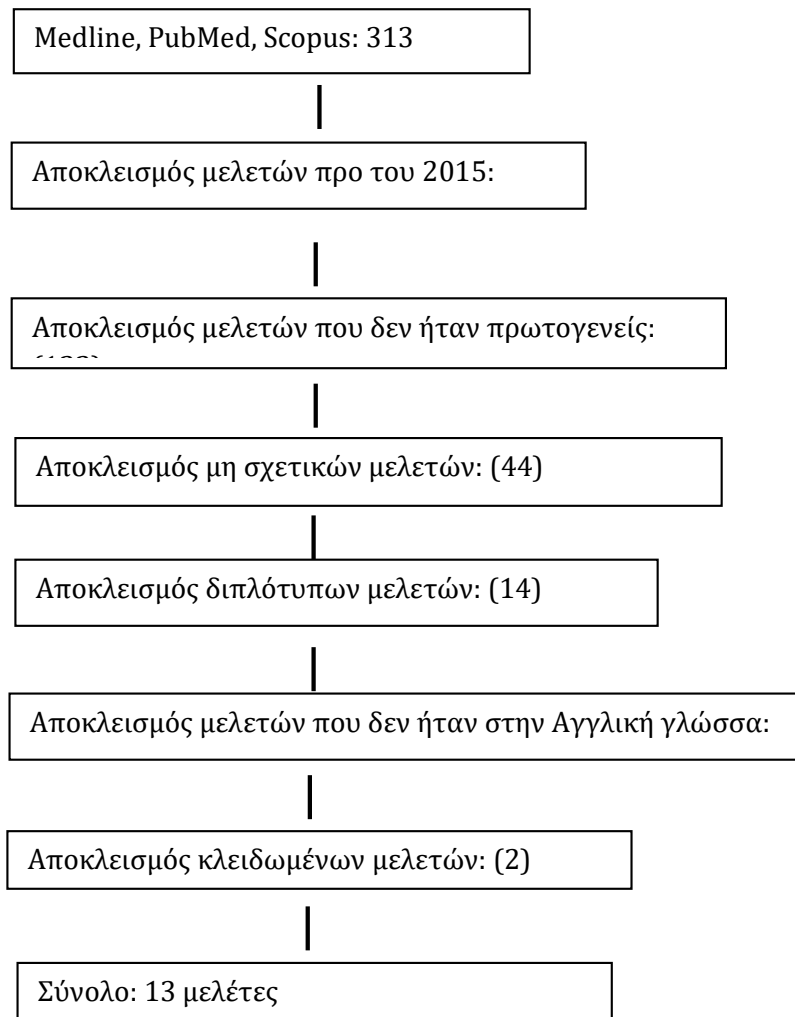 Medline, PubMed, Scopus: 313
Αποκλεισμός μελετών προ του 2015:
Αποκλεισμός μελετών που δεν ήταν πρωτογενείς:
Αποκλεισμός μη σχετικών μελετών: (44)
Αποκλεισμός διπλότυπων μελετών: (14)
Αποκλεισμός μελετών που δεν ήταν στην Αγγλική γλώσσα:
Αποκλεισμός κλειδωμένων μελετών: (2)
Σύνολο: 13 μελέτες